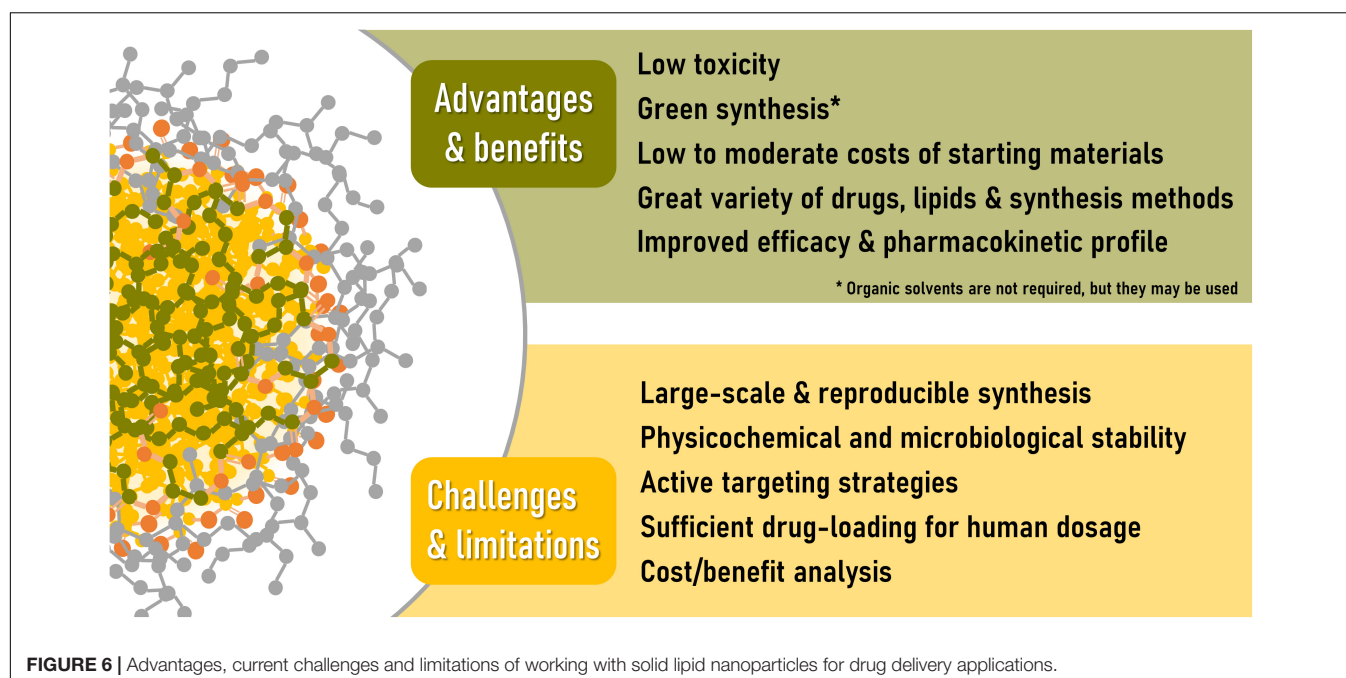 Advantages
& benefits
Low toxicity
Green synthesis*
Low to moderate costs of starting materials
Great variety of drugs, lipids & synthesis methods
Improved efficacy & pharmacokinetic profile
* Organic solvents are not required, but they may be used
Challenges
& limitations
Large-scale & reproducible synthesis
Physicochemical and microbiological stability
Active targeting strategies
Sufficient drug-loading for human dosage
Cost/benefit analysis
FIGURE 6 | Advantages, current challenges and limitations of working with solid lipid nanoparticles for drug delivery applications.